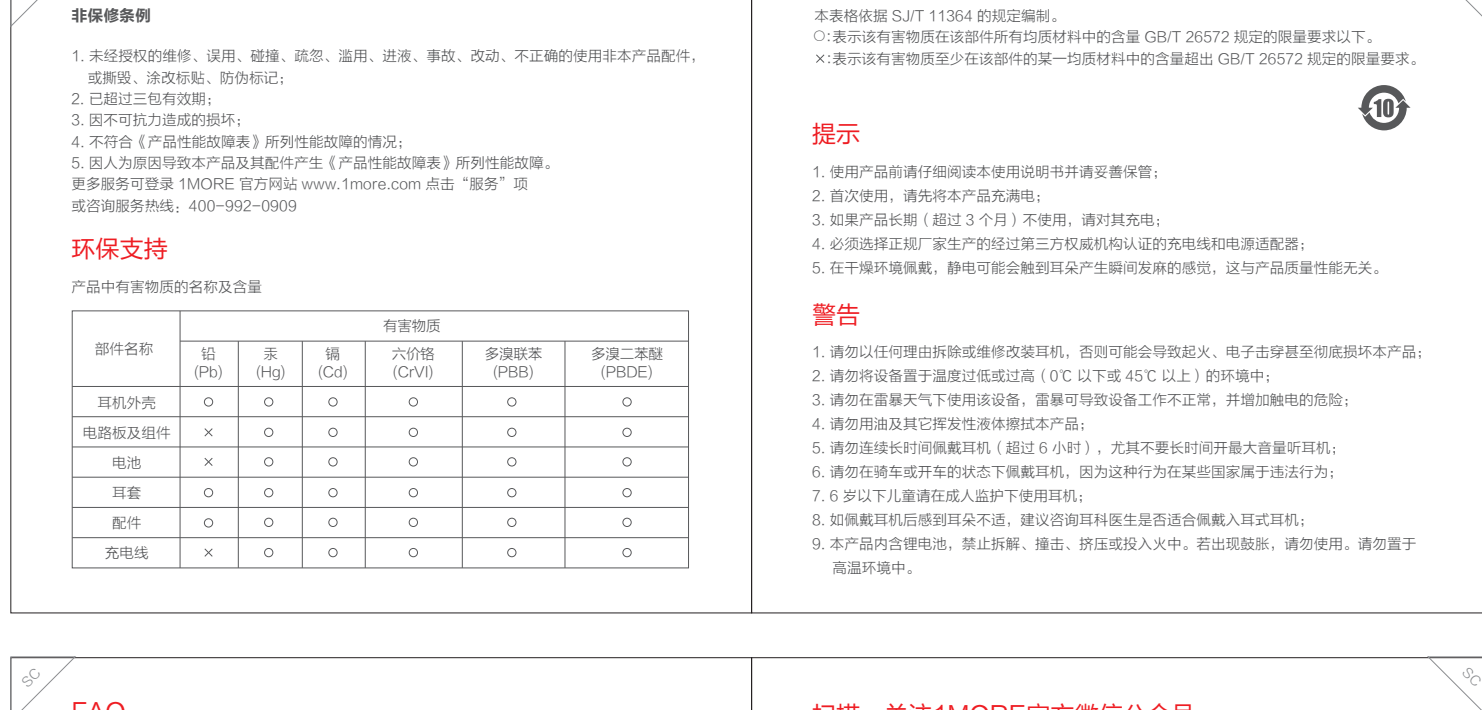 非保修条例
1. 未经授权的维修、误用、碰撞、疏忽、滥用、进液、事故、改动、不正确的使用非本产品配件，
或撕毁、涂改标贴、防伪标记；
2. 已超过三包有效期；
3. 因不可抗力造成的损坏；
4. 不符合《产品性能故障表》所列性能故障的情况；
5. 因人为原因导致本产品及其配件产生《产品性能故障表》所列性能故障。
更多服务可登录 1MORE 官方网站 www.1more.com 点击“服务”项
或咨询服务热线：400-992-0909
环保支持
产品中有害物质的名称及含量
部件名称 有害物质
铅 汞 镉 六价铬 多溴联苯 多溴二苯醚
(Pb) (Hg) (Cd) (CrVI) (PBB) (PBDE)
耳机外壳 ○ ○ ○ ○ ○ ○
电路板及组件 × ○ ○ ○ ○ ○
电池 × ○ ○ ○ ○ ○
耳套 ○ ○ ○ ○ ○ ○
配件 ○ ○ ○ ○ ○ ○
充电线 × ○ ○ ○ ○ ○
本表格依据 SJ/T 11364 的规定编制。
○:表示该有害物质在该部件所有均质材料中的含量 GB/T 26572 规定的限量要求以下。
×:表示该有害物质至少在该部件的某一均质材料中的含量超出 GB/T 26572 规定的限量要求。
10
提示
1. 使用产品前请仔细阅读本使用说明书并请妥善保管；
2. 首次使用，请先将本产品充满电；
3. 如果产品长期（超过 3 个月）不使用，请对其充电；
4. 必须选择正规厂家生产的经过第三方权威机构认证的充电线和电源适配器；
5. 在干燥环境佩戴，静电可能会触到耳朵产生瞬间发麻的感觉，这与产品质量性能无关。
警告
1. 请勿以任何理由拆除或维修改装耳机，否则可能会导致起火、电子击穿甚至彻底损坏本产品；
2. 请勿将设备置于温度过低或过高（0℃ 以下或 45℃ 以上）的环境中；
3. 请勿在雷暴天气下使用该设备，雷暴可导致设备工作不正常，并增加触电的危险；
4. 请勿用油及其它挥发性液体擦拭本产品；
5. 请勿连续长时间佩戴耳机（超过 6 小时），尤其不要长时间开最大音量听耳机；
6. 请勿在骑车或开车的状态下佩戴耳机，因为这种行为在某些国家属于违法行为；
7. 6 岁以下儿童请在成人监护下使用耳机；
8. 如佩戴耳机后感到耳朵不适，建议咨询耳科医生是否适合佩戴入耳式耳机；
9. 本产品内含锂电池，禁止拆解、撞击、挤压或投入火中。若出现鼓胀，请勿使用。请勿置于
高温环境中。
SC
FAQ
扫描，关注1MORE官方微信公众号
SC